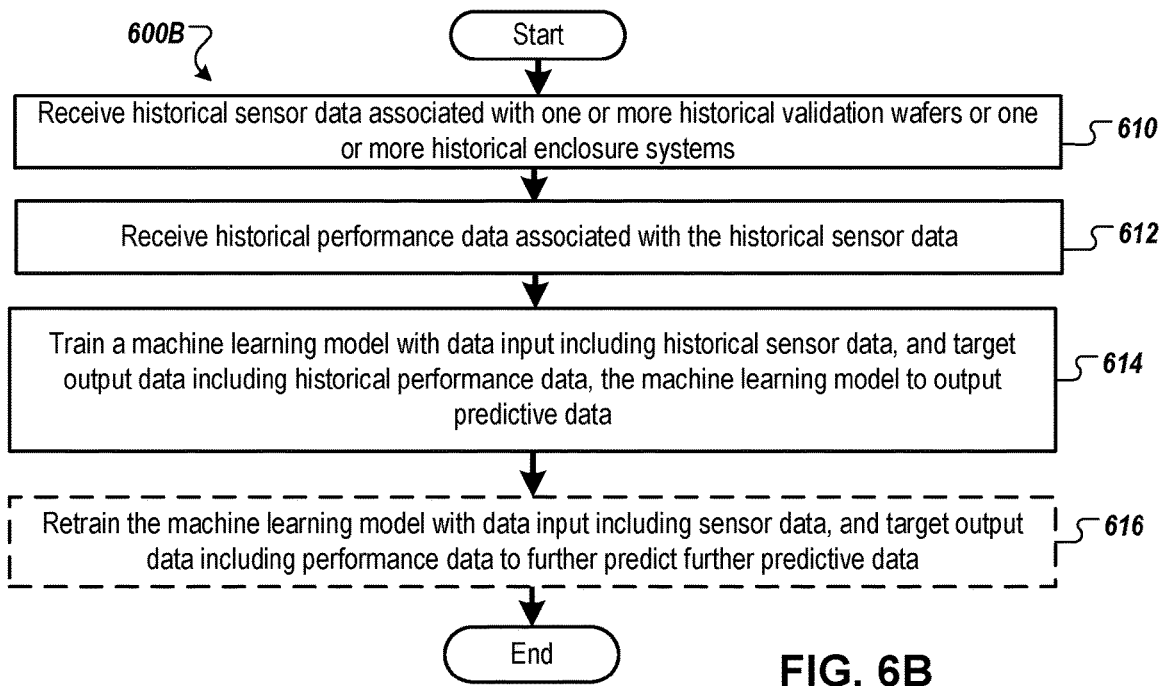 600B
Start
Receive historical sensor data associated with one or more historical validation wafers or one
or more historical enclosure systems
610
Receive historical performance data associated with the historical sensor data
612
Train a machine learning model with data input including historical sensor data, and target
output data including historical performance data, the machine learning model to output
predictive data
614
Retrain the machine learning model with data input including sensor data, and target output
data including performance data to further predict further predictive data
616
End
FIG. 6B